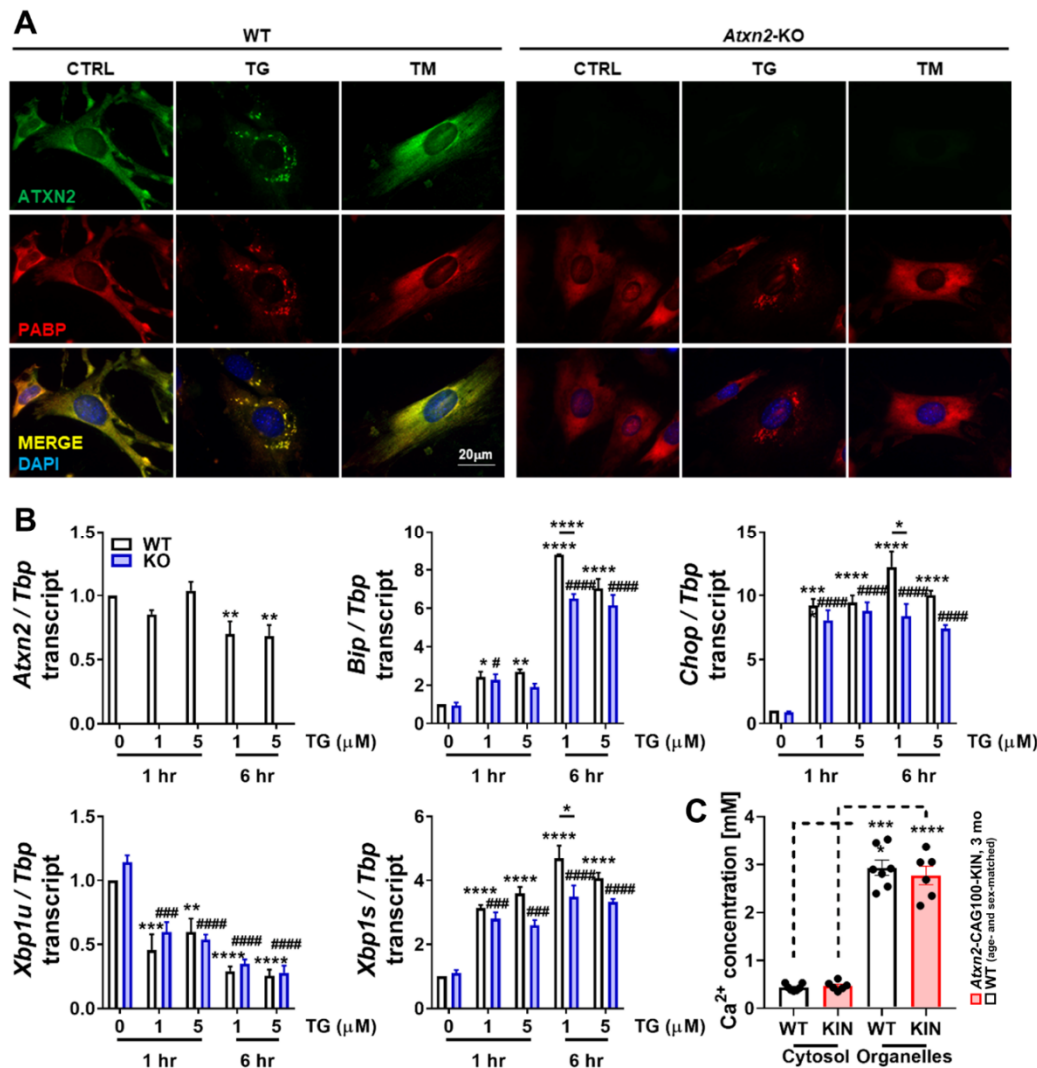 A
WT
Atxn2-KO
CTRL TG TM CTRL TG TM
ATXN2
PABP
MERGE
DAPI
20μm
B
Atxn2 / Tbp
transcript
1.5
1.0
0.5
0.0
WT
KO
** **
0 1 5 1 5 TG (μM)
1 hr 6 hr
Bip / Tbp
transcript
10
8
6
4
2
0
* # ** **** **** #### **** ####
0 1 5 1 5 TG (μM)
1 hr 6 hr
Chop / Tbp
transcript
15
10
5
0
*** * #### **** #### * **** #### **** ####
0 1 5 1 5 TG (μM)
1 hr 6 hr
Xbp1u / Tbp
transcript
1.5
1.0
0.5
0.0
*** ### ** #### **** #### **** ####
0 1 5 1 5 TG (μM)
1 hr 6 hr
Xbp1s / Tbp
transcript
6
4
2
0
**** ### **** ### * **** #### **** ####
0 1 5 1 5 TG (μM)
1 hr 6 hr
C
Ca2+ concentration [mM]
4
3
2
1
0
*** * ****
WT KIN WT KIN
Cytosol Organelles
Atxn2-CAG100-KIN, 3 mo
WT (age- and sex-matched)